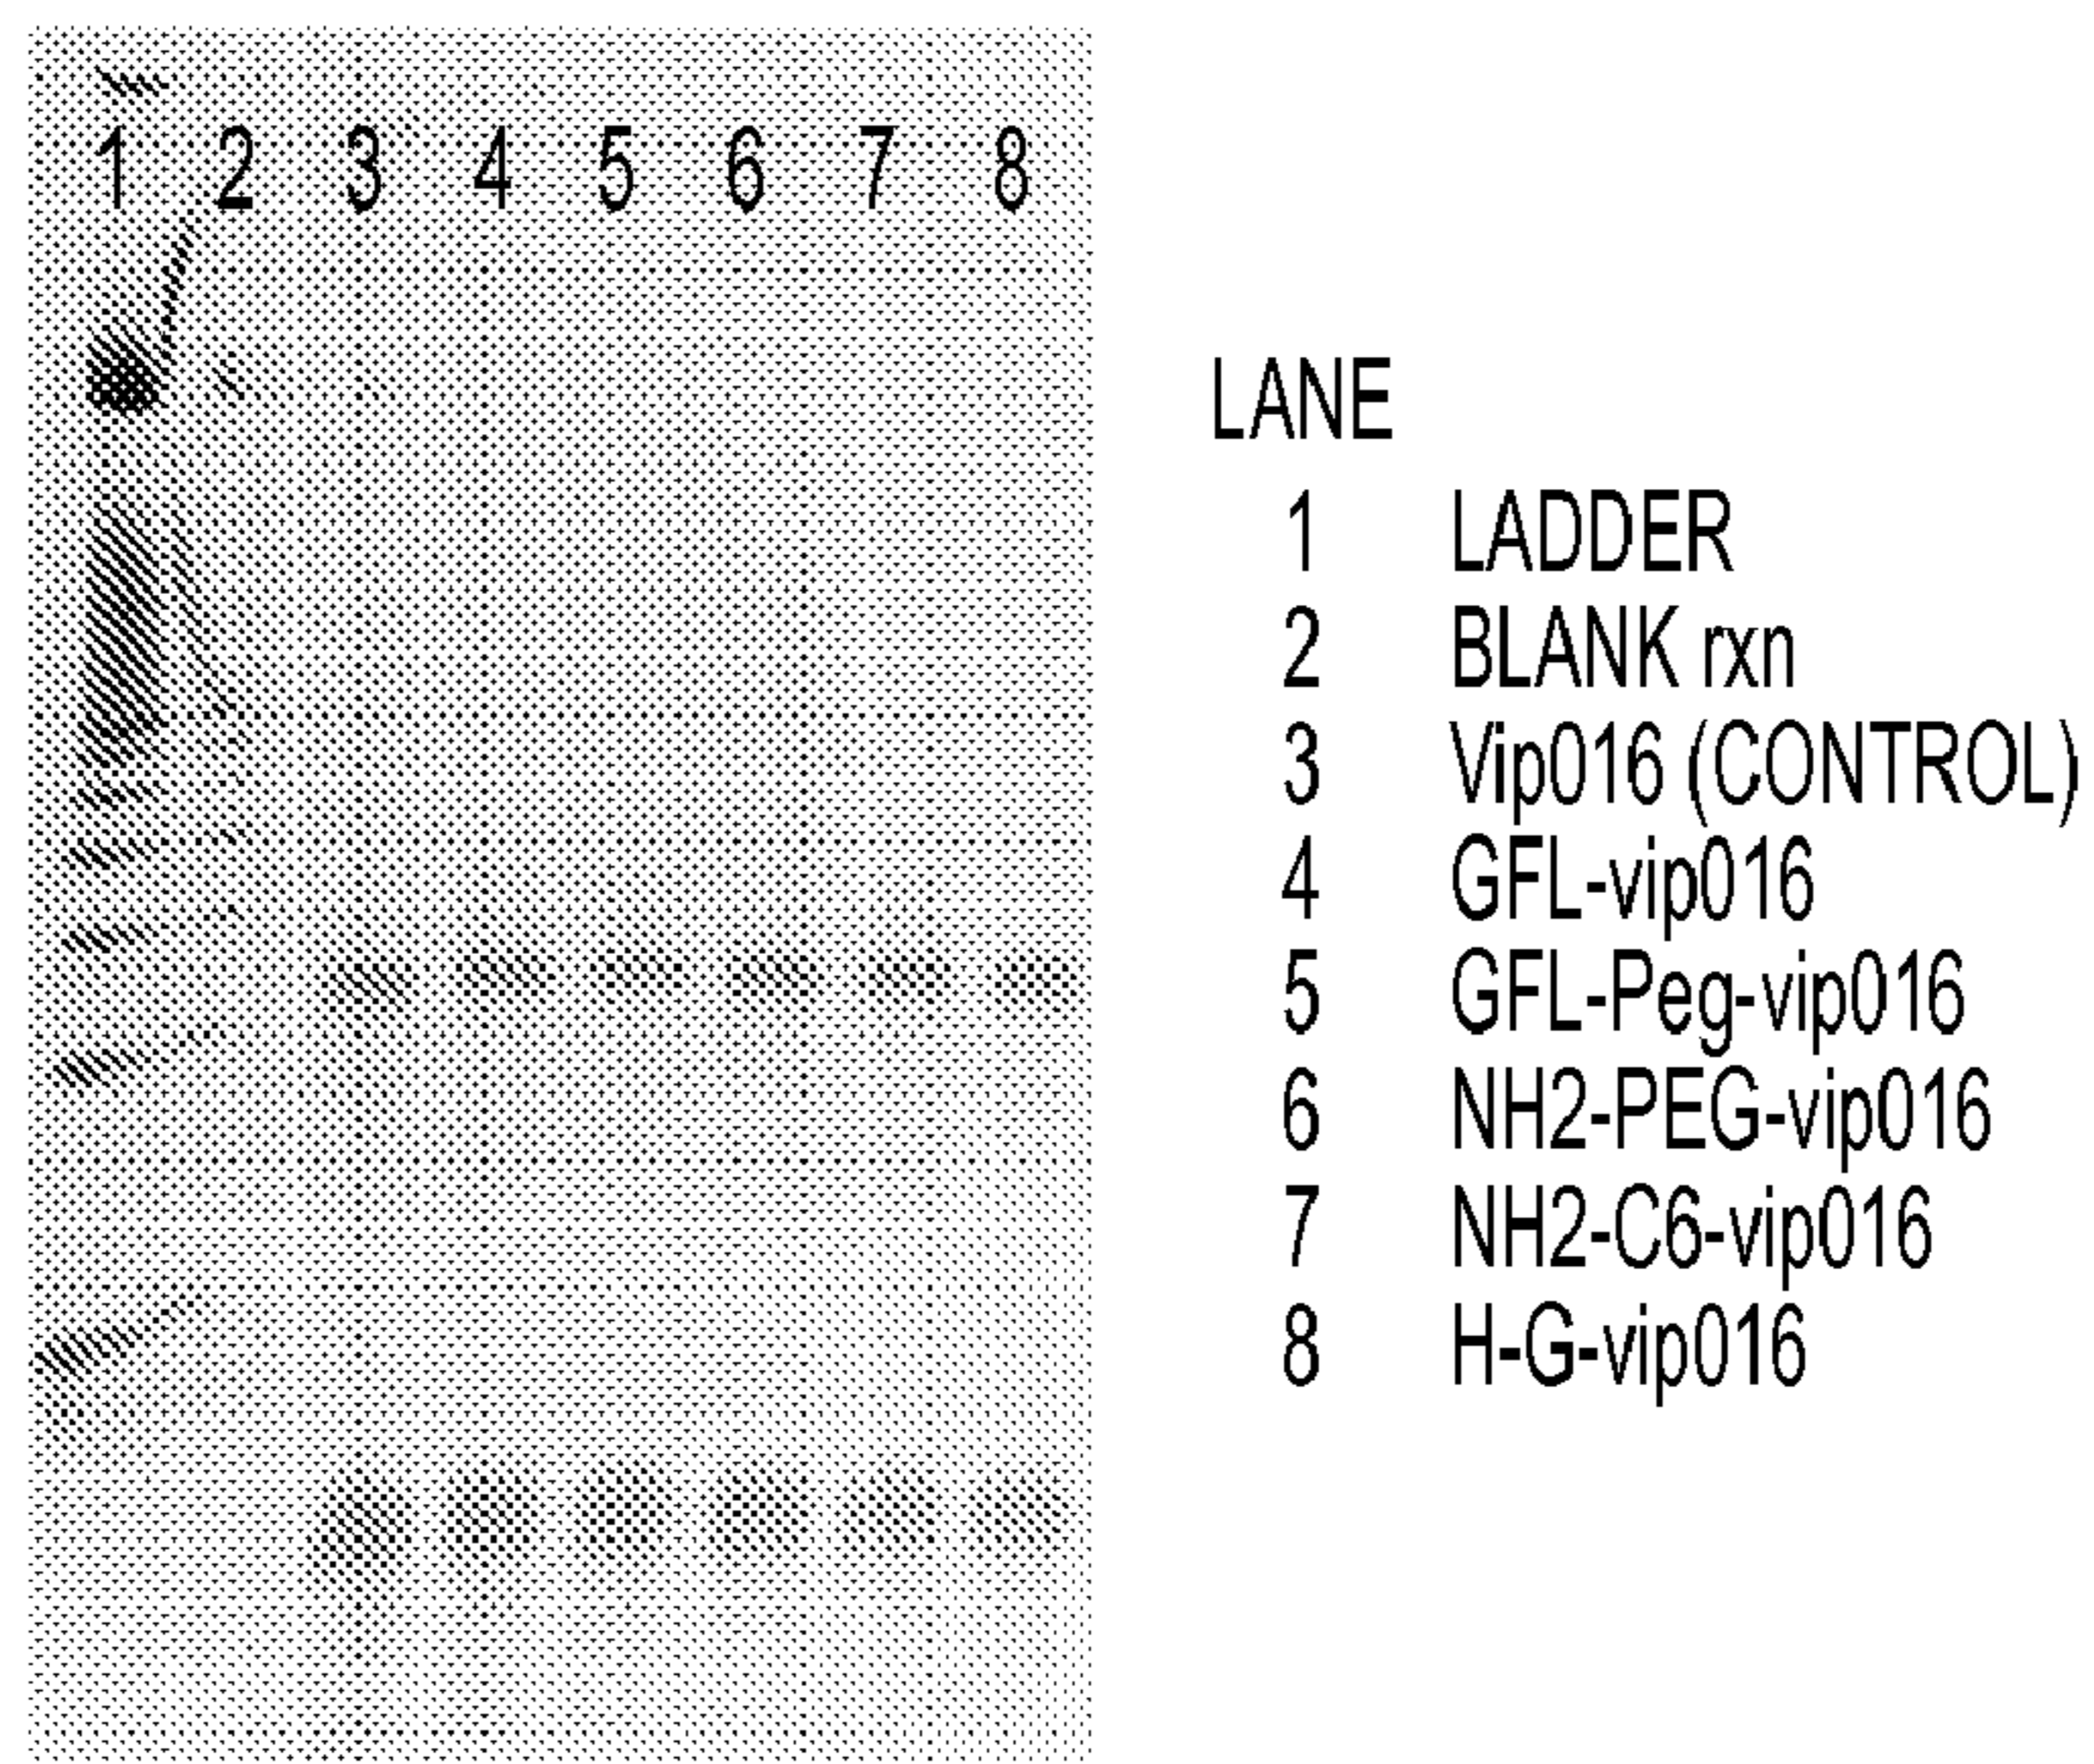 1 2 3 4 5 6 7 8
LANE
1 LADDER
2 BLANK rxn
3 Vip016 (CONTROL)
4 GFL-vip016
5 GFL-Peg-vip016
6 NH2-PEG-vip016
7 NH2-C6-vip016
8 H-G-vip016